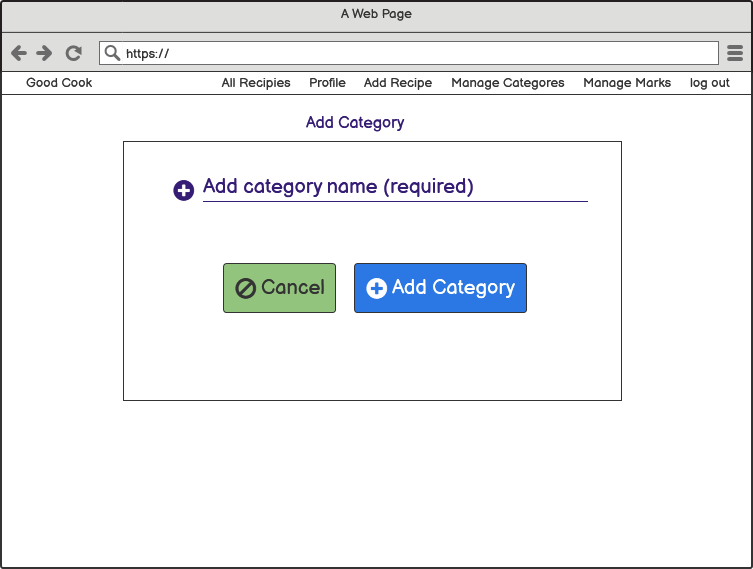 A Web Page
https://
Good Cook All Recipies Profile Add Recipe Manage Categores Manage Marks log out
Add Category
Add category name (required)
Cancel Add Category